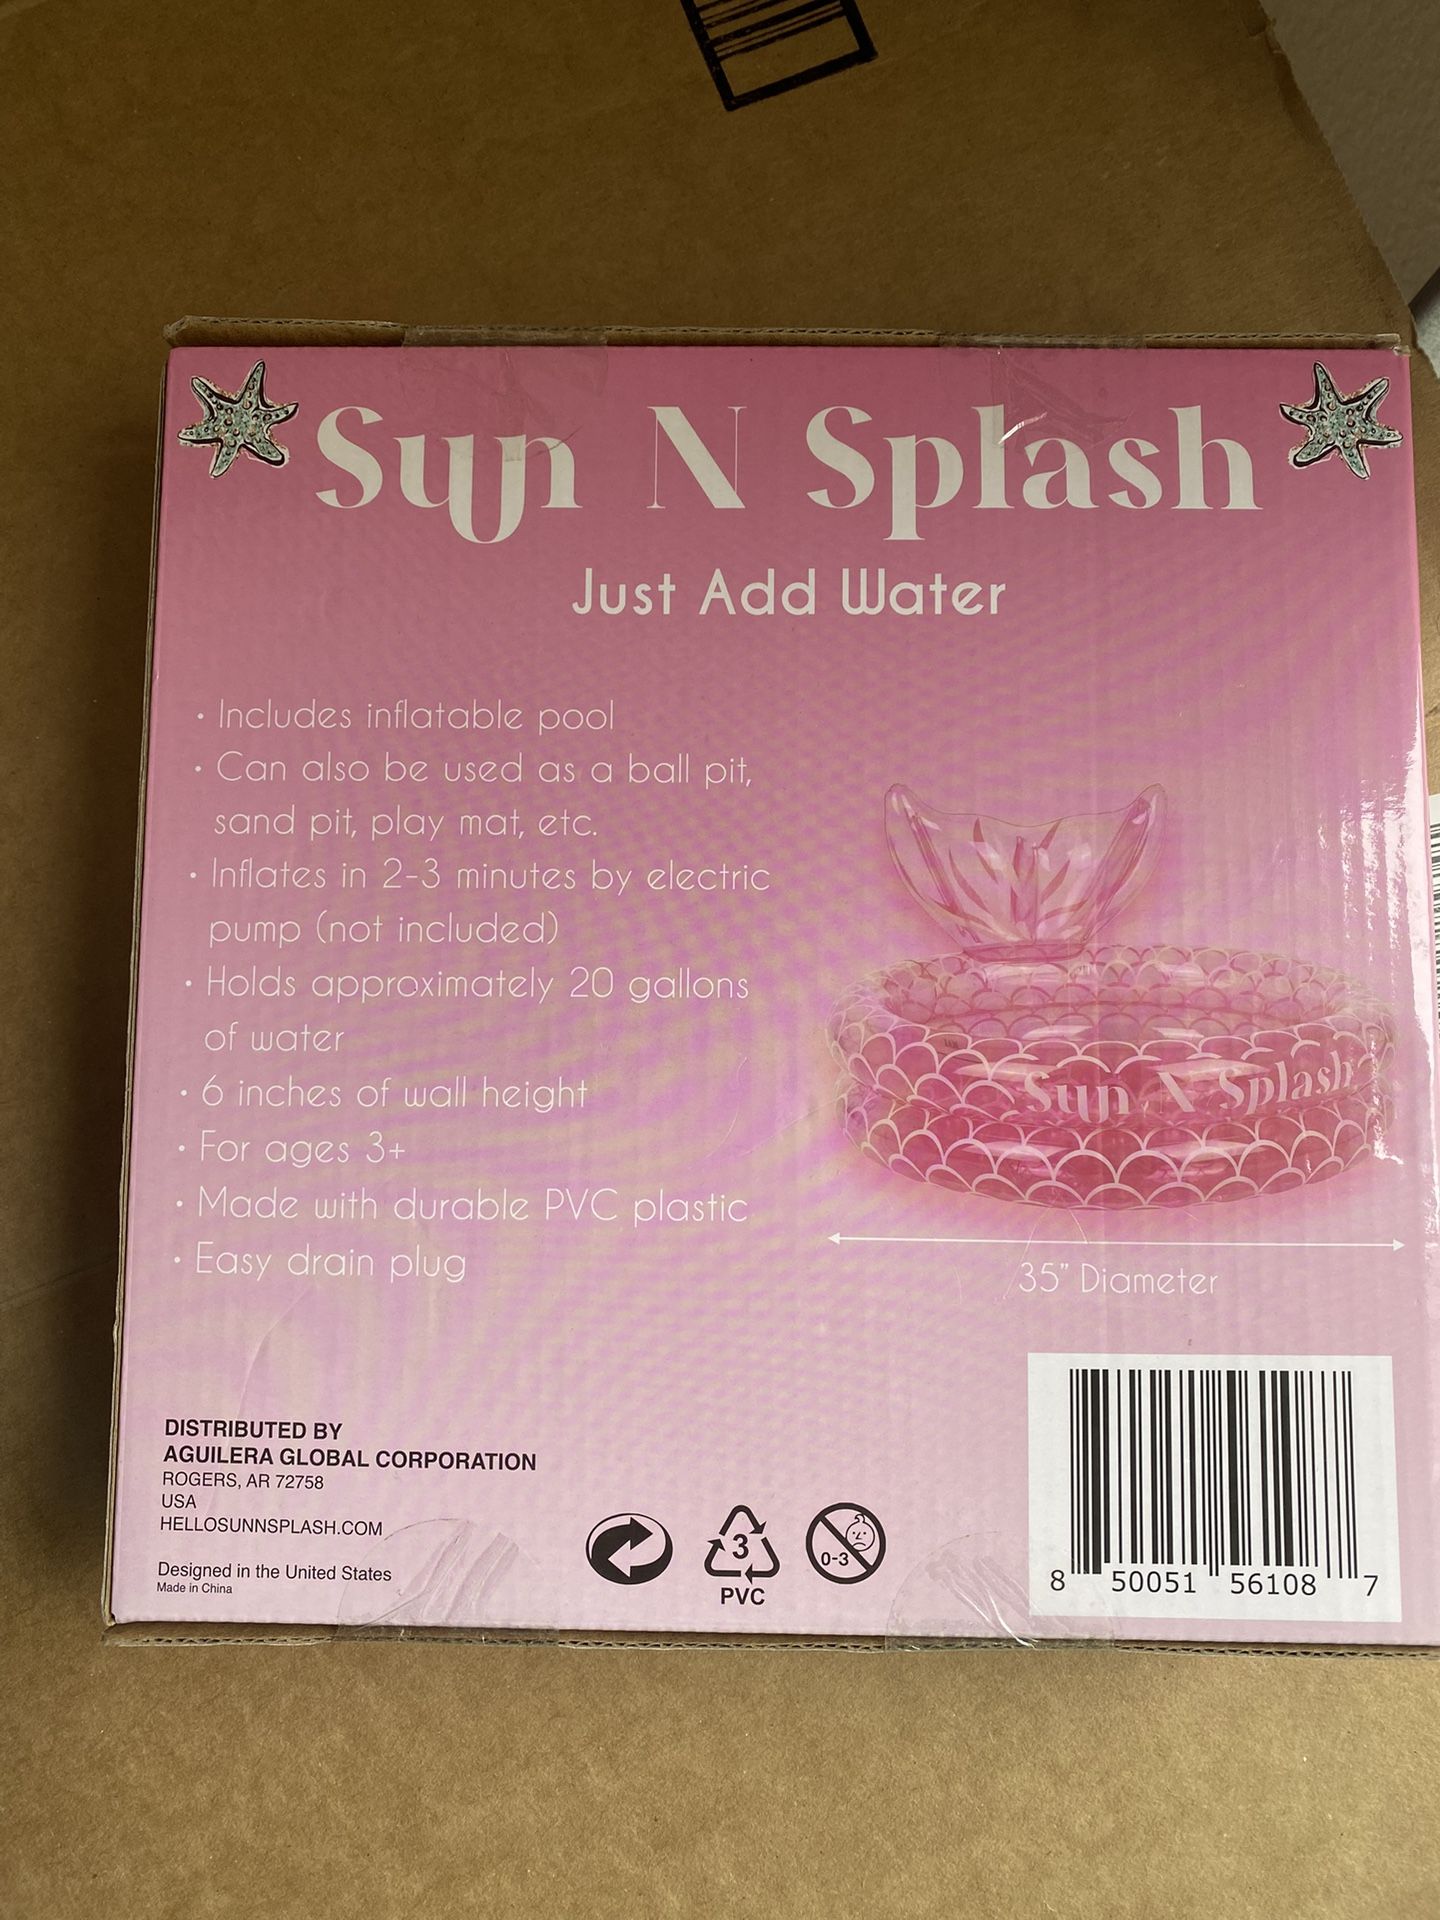 Sun N Splash
Just Add Water
• Includes inflatable pool
• Can also be used as a ball pit,
sand pit, play mat, etc.
• Inflates in 2-3 minutes by electric
pump (not included)
• Holds approximately 20 gallons
of water
• 6 inches of wall height
• For ages 3+
• Made with durable PVC plastic
• Easy drain plug
Sun N Splash
35" Diameter
DISTRIBUTED BY
AGUILERA GLOBAL CORPORATION
ROGERS, AR 72758
USA
HELLOSUNNSPLASH.COM
Designed in the United States
Made in China
3
PVC
0-3
8 50051 56108 7